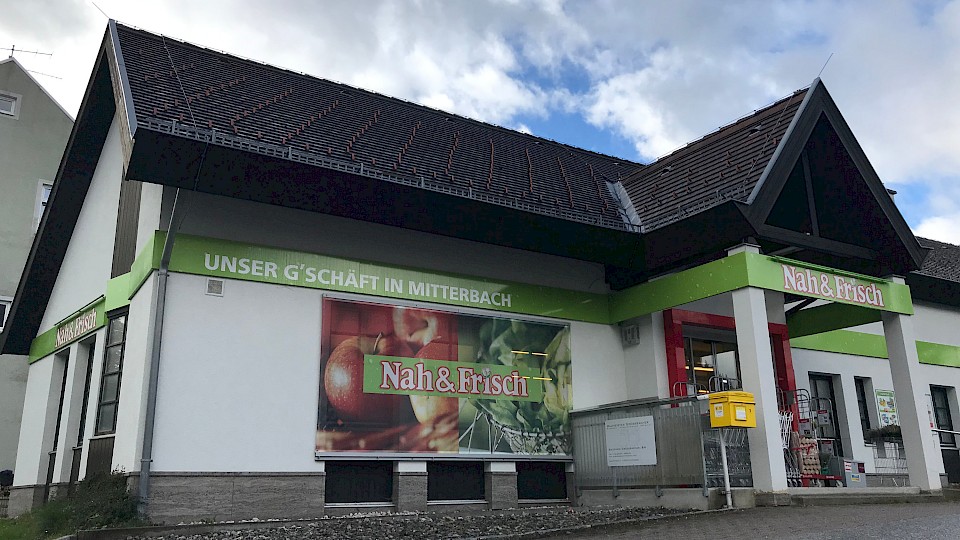 UNSER G'SCHÄFT IN MITTERBACH
Nah&Frisch
Nah&Frisch
Nah&Frisch